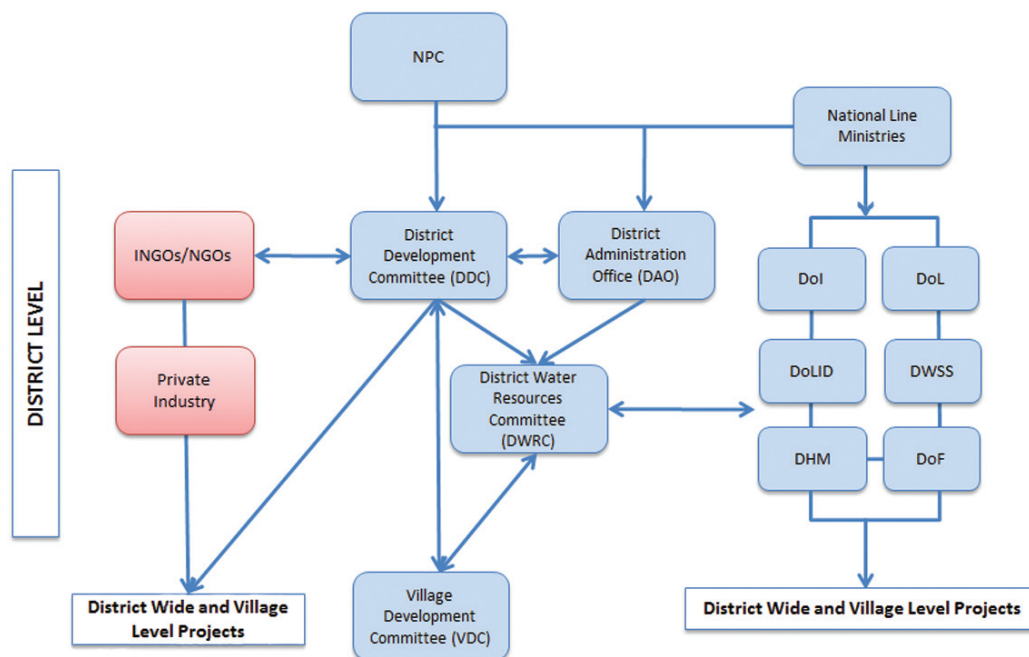 NPC
National Line
Ministries
DISTRICT LEVEL
INGOs/NGOs
District
Development
Committee (DDC)
District
Administration
Office (DAO)
DoI
DoL
Private
Industry
District Water
Resources
Committee
(DWRC)
DoLID
DWSS
DHM
DoF
District Wide and Village
Level Projects
Village
Development
Committee (VDC)
District Wide and Village Level Projects